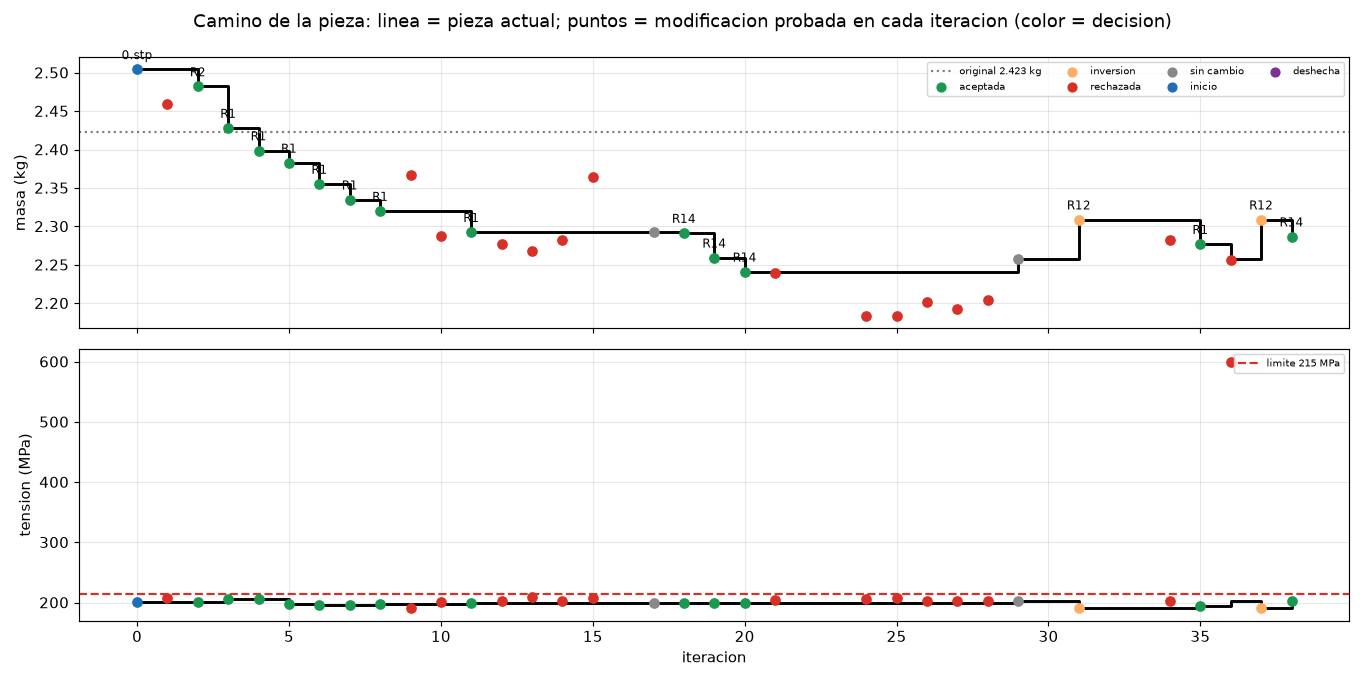 Camino de la pieza: linea = pieza actual; puntos = modificacion probada en cada iteracion (color = decision)
0.stp
R2
R1
R1
R1
R1
R1
R1
R1
R14
R14
R14
R12
R1
R12
R14
original 2.423 kg
aceptada
inversion
rechazada
sin cambio
inicio
deshecha
masa (kg)
2.50
2.45
2.40
2.35
2.30
2.25
2.20
limite 215 MPa
tension (MPa)
600
500
400
300
200
0
5
10
15
20
25
30
35
iteracion